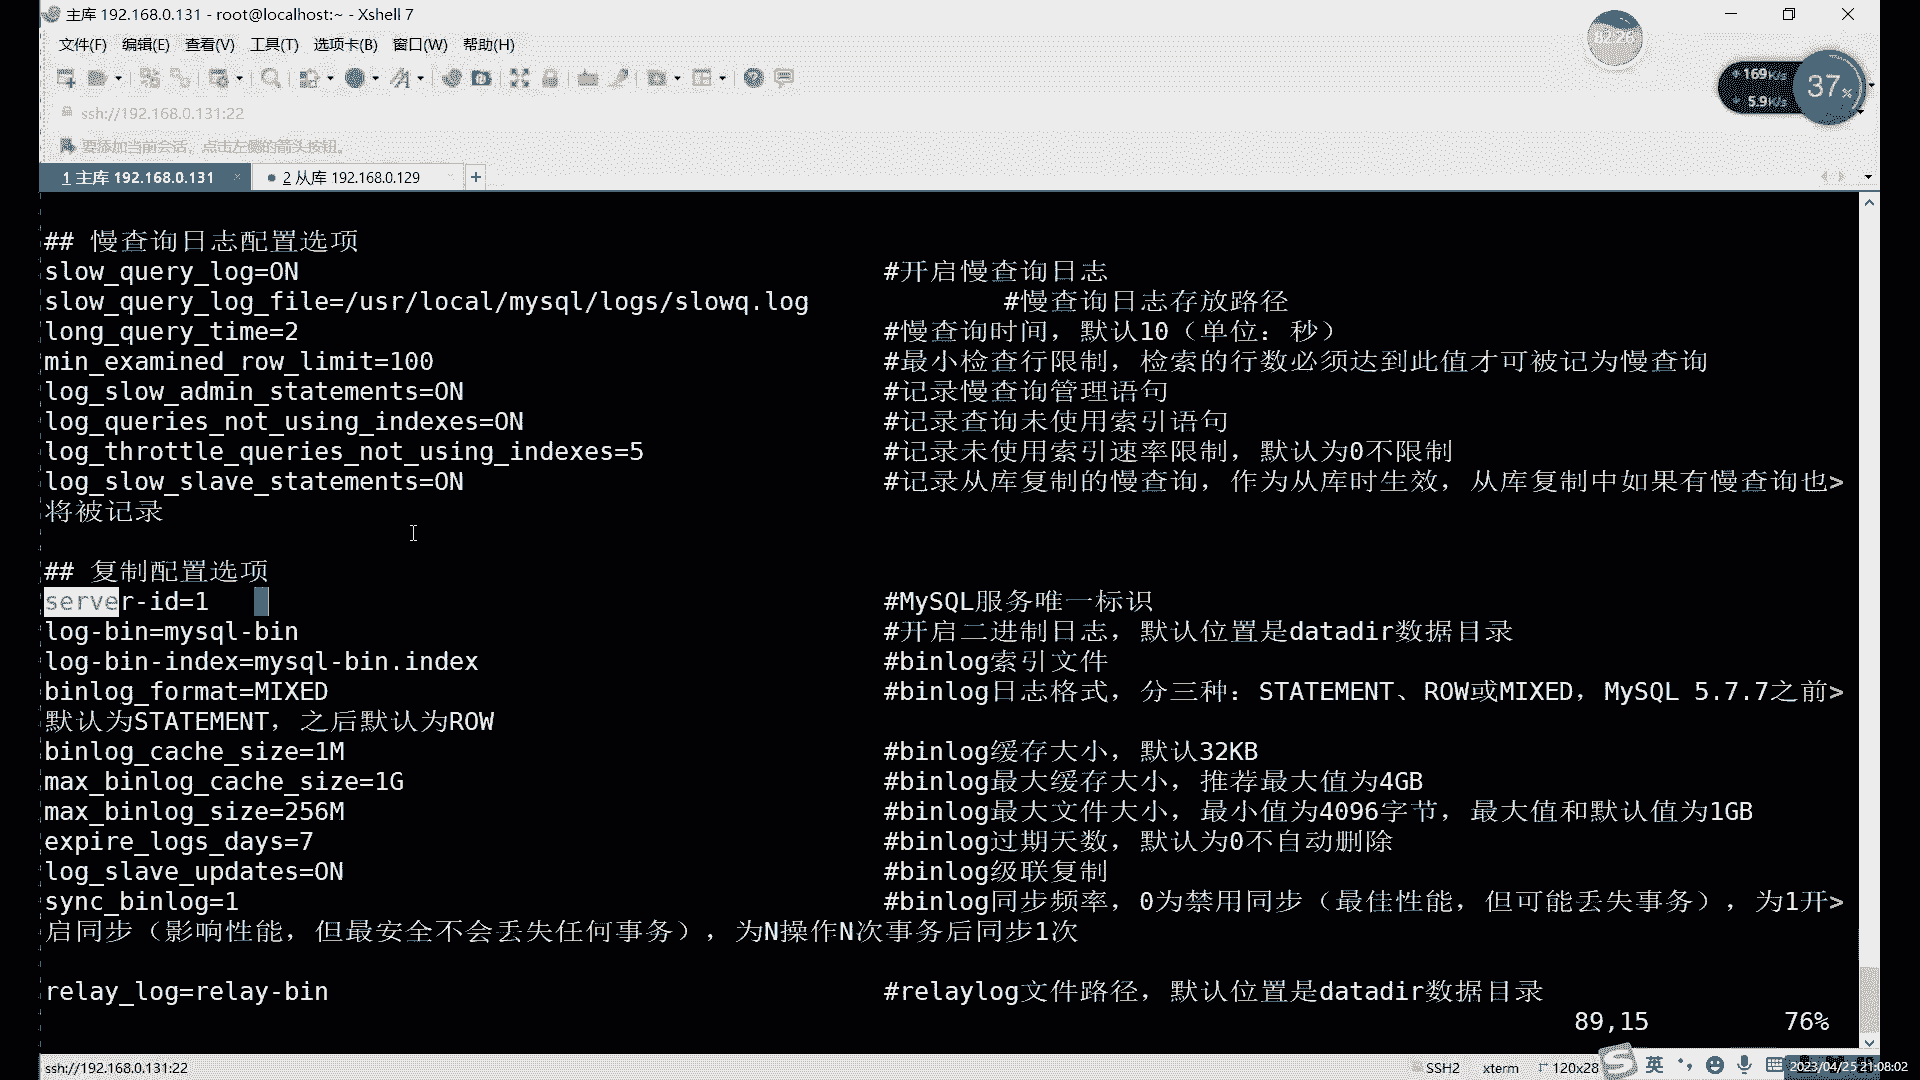 主库 192.168.0.131 - root@localhost:~ - Xshell 7
文件(F) 编辑(E) 查看(V) 工具(T) 选项卡(B) 窗口(W) 帮助(H)
02:26
169K/s
5.9K/s
37%
ssh://192.168.0.131:22
要添加当前会话，点击左侧的箭头按钮。
1 主库 192.168.0.131 × 2 从库 192.168.0.129 +
## 慢查询日志配置选项
slow_query_log=ON #开启慢查询日志
slow_query_log_file=/usr/local/mysql/logs/slowq.log #慢查询日志存放路径
long_query_time=2 #慢查询时间，默认10（单位：秒）
min_examined_row_limit=100 #最小检查行限制，检索的行数必须达到此值才可被记为慢查询
log_slow_admin_statements=ON #记录慢查询管理语句
log_queries_not_using_indexes=ON #记录查询未使用索引语句
log_throttle_queries_not_using_indexes=5 #记录未使用索引速率限制，默认为0不限制
log_slow_slave_statements=ON #记录从库复制的慢查询，作为从库时生效，从库复制中如果有慢查询也>
将被记录
## 复制配置选项
server-id=1 #MySQL服务唯一标识
log-bin=mysql-bin #开启二进制日志，默认位置是datadir数据目录
log-bin-index=mysql-bin.index #binlog索引文件
binlog_format=MIXED #binlog日志格式，分三种：STATEMENT、ROW或MIXED，MySQL 5.7.7之前>
默认为STATEMENT，之后默认为ROW
binlog_cache_size=1M #binlog缓存大小，默认32KB
max_binlog_cache_size=1G #binlog最大缓存大小，推荐最大值为4GB
max_binlog_size=256M #binlog最大文件大小，最小值为4096字节，最大值和默认值为1GB
expire_logs_days=7 #binlog过期天数，默认为0不自动删除
log_slave_updates=ON #binlog级联复制
sync_binlog=1 #binlog同步频率，0为禁用同步（最佳性能，但可能丢失事务），为1开>
启同步（影响性能，但最安全不会丢失任何事务），为N操作N次事务后同步1次
relay_log=relay-bin #relaylog文件路径，默认位置是datadir数据目录
89,15 76%
ssh://192.168.0.131:22 SSH2 xterm 120x28 英 2023/04/25 21:08:02